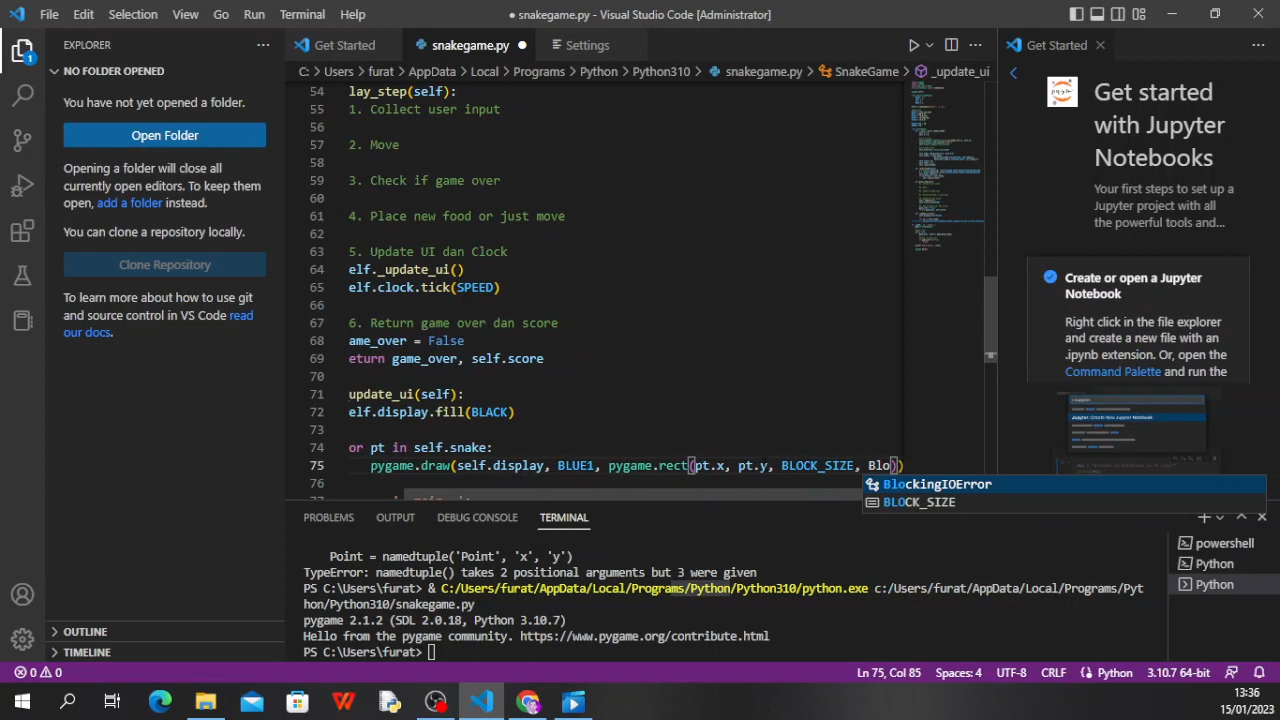 File Edit Selection View Go Run Terminal Help
● snakegame.py - Visual Studio Code [Administrator]
EXPLORER
NO FOLDER OPENED
You have not yet opened a folder.
Open Folder
Opening a folder will close all
currently open editors. To keep them
open, add a folder instead.
You can clone a repository locally.
Clone Repository
To learn more about how to use git
and source control in VS Code read
our docs.
OUTLINE
TIMELINE
1
Get Started
snakegame.py ●
Settings
C: > Users > furat > AppData > Local > Programs > Python > Python310 > snakegame.py > SnakeGame > _update_ui
54 lay_step(self):
55 1. Collect user input
56
57 2. Move
58
59 3. Check if game over
60
61 4. Place new food or just move
62
63 5. Update UI dan Clock
64 elf._update_ui()
65 elf.clock.tick(SPEED)
66
67 6. Return game over dan score
68 ame_over = False
69 eturn game_over, self.score
70
71 update_ui(self):
72 elf.display.fill(BLACK)
73
74 or pt in self.snake:
75 pygame.draw(self.display, BLUE1, pygame.rect(pt.x, pt.y, BLOCK_SIZE, Blo))
76
BlockingIOError
BLOCK_SIZE
Get Started
Get started
with Jupyter
Notebooks
Your first steps to set up a
Jupyter project with all
the powerful tools and...
Create or open a Jupyter
Notebook
Right click in the file explorer
and create a new file with an
.ipynb extension. Or, open the
Command Palette and run the
PROBLEMS OUTPUT DEBUG CONSOLE TERMINAL
Point = namedtuple('Point', 'x', 'y')
TypeError: namedtuple() takes 2 positional arguments but 3 were given
PS C:\Users\furat> & C:/Users/furat/AppData/Local/Programs/Python/Python310/python.exe c:/Users/furat/AppData/Local/Programs/Pyt
hon/Python310/snakegame.py
pygame 2.1.2 (SDL 2.0.18, Python 3.10.7)
Hello from the pygame community. https://www.pygame.org/contribute.html
PS C:\Users\furat>
powershell
Python
Python
0 0
Ln 75, Col 85
Spaces: 4
UTF-8
CRLF
Python
3.10.7 64-bit
13:36
15/01/2023